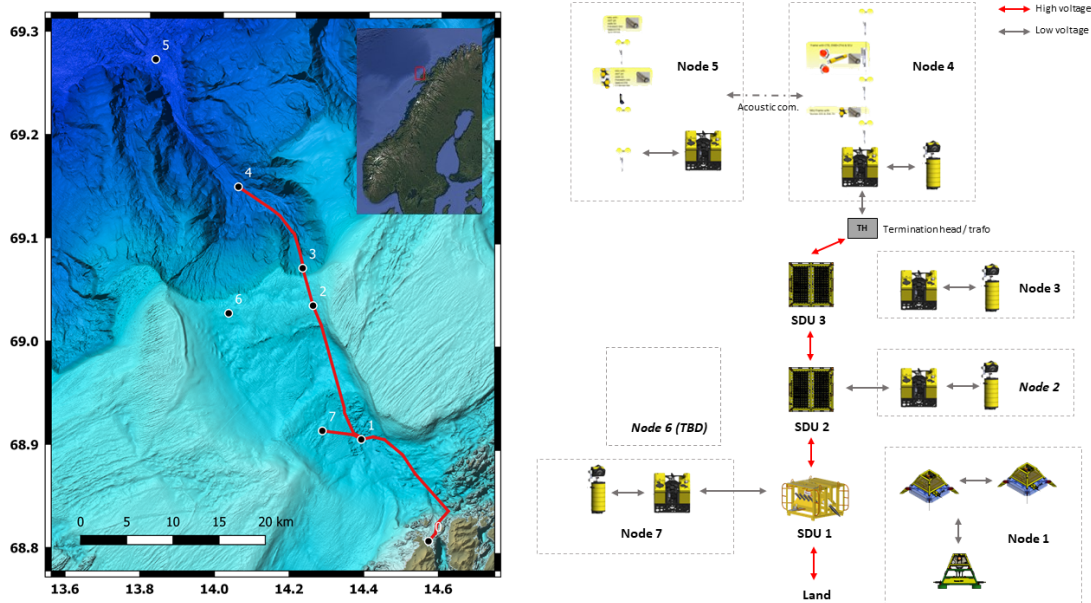 69.3
69.2
69.1
69.0
68.9
68.8
13.6
13.8
14.0
14.2
14.4
14.6
5
4
3
2
6
7
1
0
0 5 10 15 20 km
High voltage
Low voltage
Node 5
Acoustic com.
Node 4
TH
Termination head/ trafo
SDU 3
Node 3
SDU 2
Node 2
Node 6 (TBD)
Node 7
SDU 1
Node 1
Land